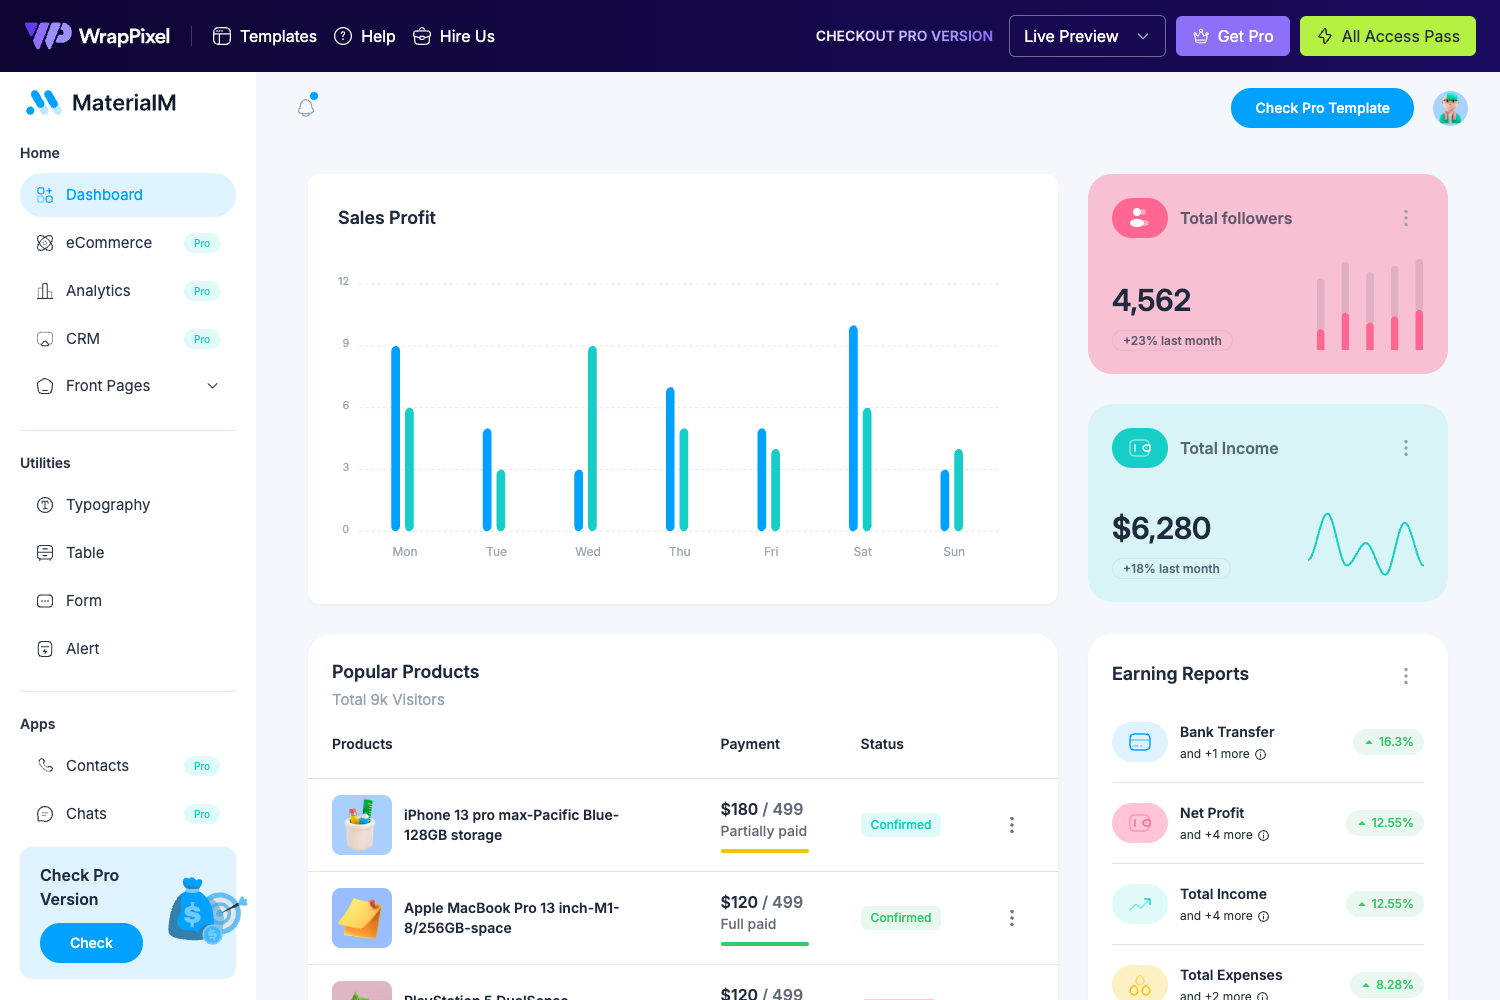 WrapPixel
Templates
Help
Hire Us
CHECKOUT PRO VERSION
Live Preview
Get Pro
All Access Pass
MaterialM
Check Pro Template
Home
Dashboard
eCommerce Pro
Analytics Pro
CRM Pro
Front Pages
Utilities
Typography
Table
Form
Alert
Apps
Contacts Pro
Chats Pro
Check Pro
Version
Check
Sales Profit
12
9
6
3
0
Mon Tue Wed Thu Fri Sat Sun
Total followers
4,562
+23% last month
Total Income
$6,280
+18% last month
Popular Products
Total 9k Visitors
Products Payment Status
iPhone 13 pro max-Pacific Blue-
128GB storage
$180 / 499
Partially paid
Confirmed
Apple MacBook Pro 13 inch-M1-
8/256GB-space
$120 / 499
Full paid
Confirmed
PlayStation 5 DualSense
$120 / 499
Earning Reports
Bank Transfer
and +1 more
16.3%
Net Profit
and +4 more
12.55%
Total Income
and +4 more
12.55%
Total Expenses
and +2 more
8.28%